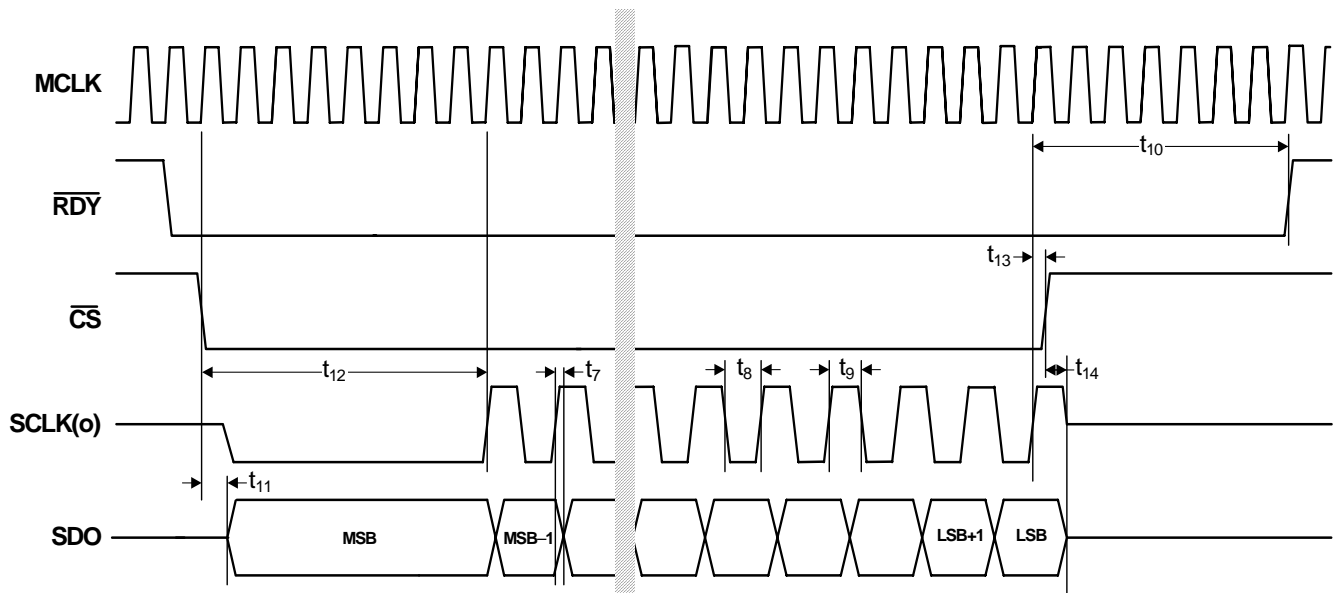 MCLK
t10
RDY
t13
CS
t12
t7
t8
t9
t14
SCLK(o)
t11
SDO
MSB
MSB–1
LSB+1
LSB